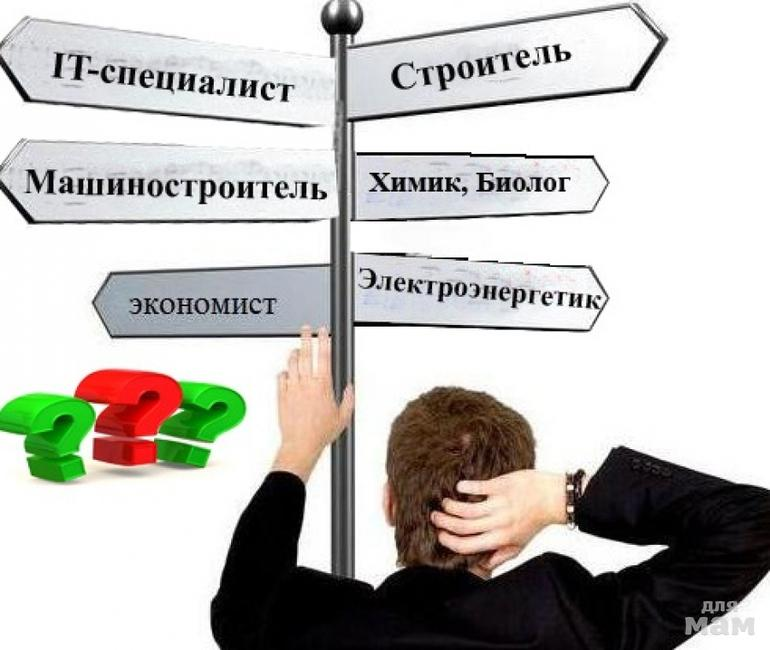 IT-специалист
Строитель
Машиностроитель
Химик, Биолог
экономист
Электроэнергетик
для
мам